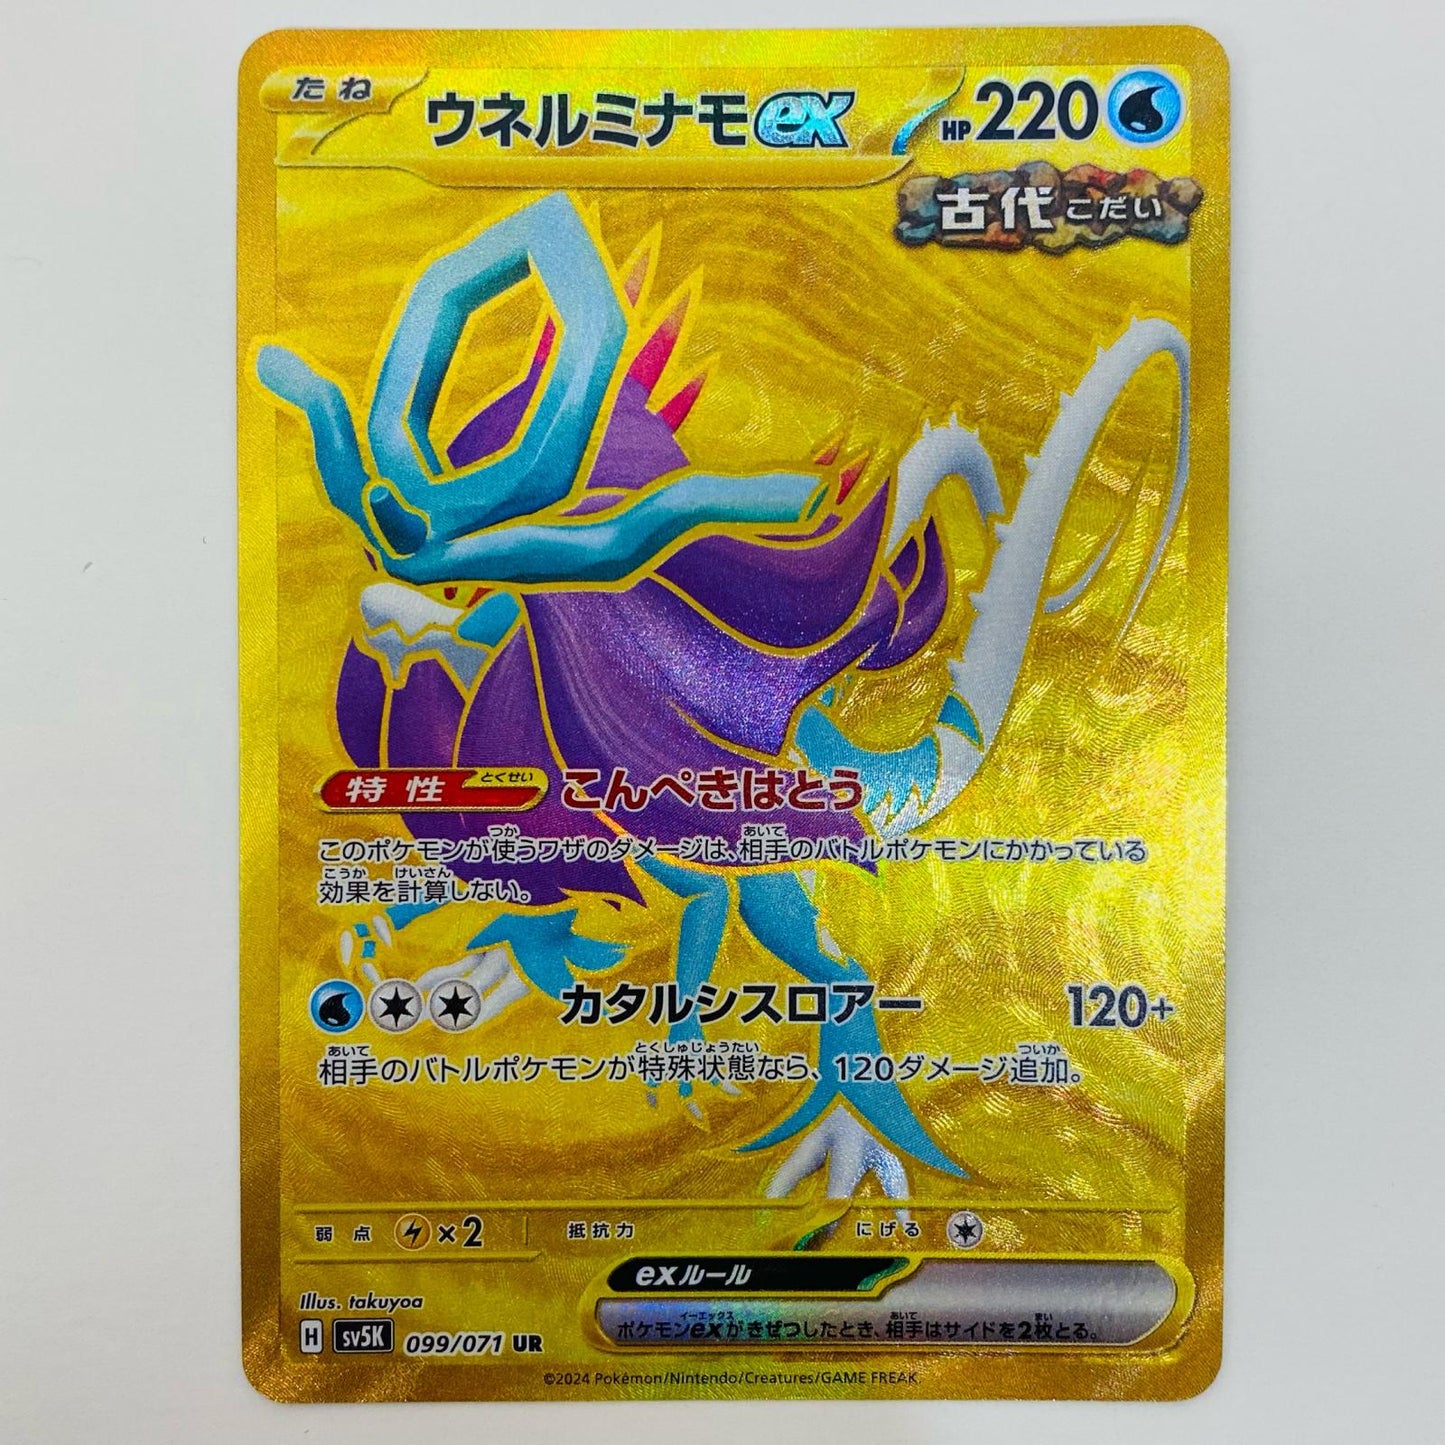 たね
ウネルミナモex
HP220
古代 こだい
特性 とくせい こんぺきはとう
つか あいて
このポケモンが使うワザのダメージは、相手のバトルポケモンにかかっている
こうか けいさん
効果を計算しない。
カタルシスロアー 120+
あいて とくしゅじょうたい ついか
相手のバトルポケモンが特殊状態なら、120ダメージ追加。
弱点 ×2 抵抗力 にげる
exルール
イーエックス あいて まい
ポケモンexがきぜつしたとき、相手はサイドを2枚とる。
Illus. takuyoa
H sv5K 099/071 UR
©2024 Pokémon/Nintendo/Creatures/GAME FREAK.